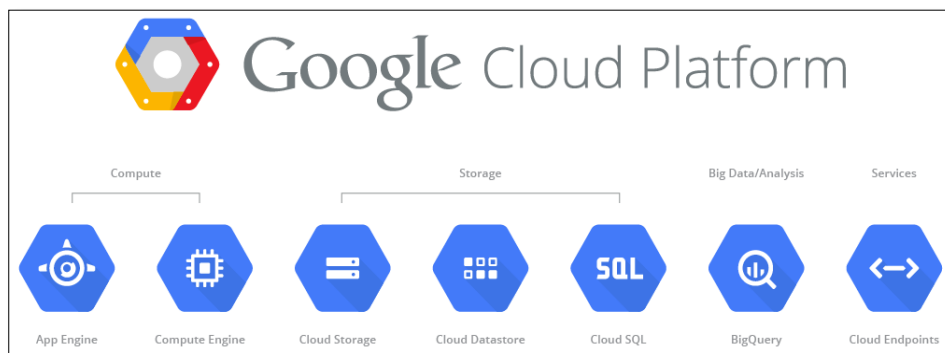 Google Cloud Platform
Compute Storage Big Data/Analysis Services
SQL
App Engine Compute Engine Cloud Storage Cloud Datastore Cloud SQL BigQuery Cloud Endpoints